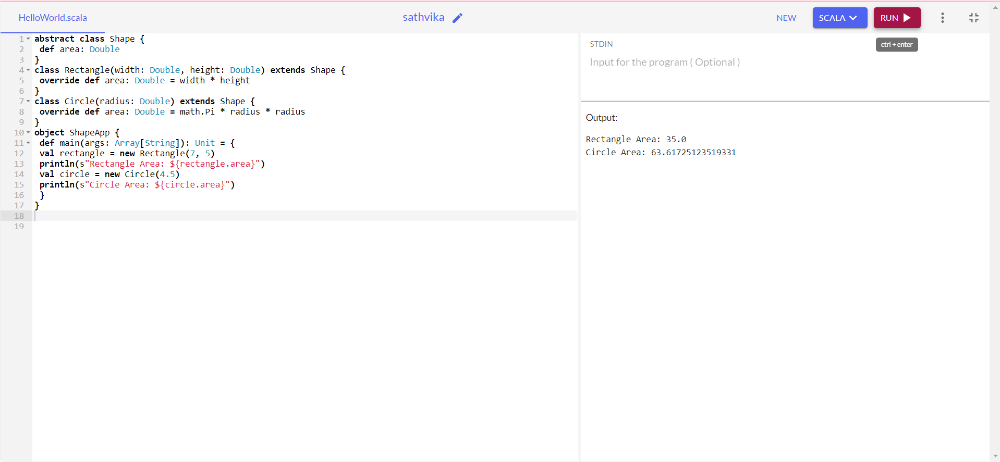 HelloWorld.scala
sathvika
NEW
SCALA
RUN
ctrl + enter
1 abstract class Shape {
2  def area: Double
3 }
4 class Rectangle(width: Double, height: Double) extends Shape {
5  override def area: Double = width * height
6 }
7 class Circle(radius: Double) extends Shape {
8  override def area: Double = math.Pi * radius * radius
9 }
10 object ShapeApp {
11  def main(args: Array[String]): Unit = {
12  val rectangle = new Rectangle(7, 5)
13  println(s"Rectangle Area: ${rectangle.area}")
14  val circle = new Circle(4.5)
15  println(s"Circle Area: ${circle.area}")
16  }
17 }
18
19
STDIN
Input for the program ( Optional )
Output:
Rectangle Area: 35.0
Circle Area: 63.61725123519331